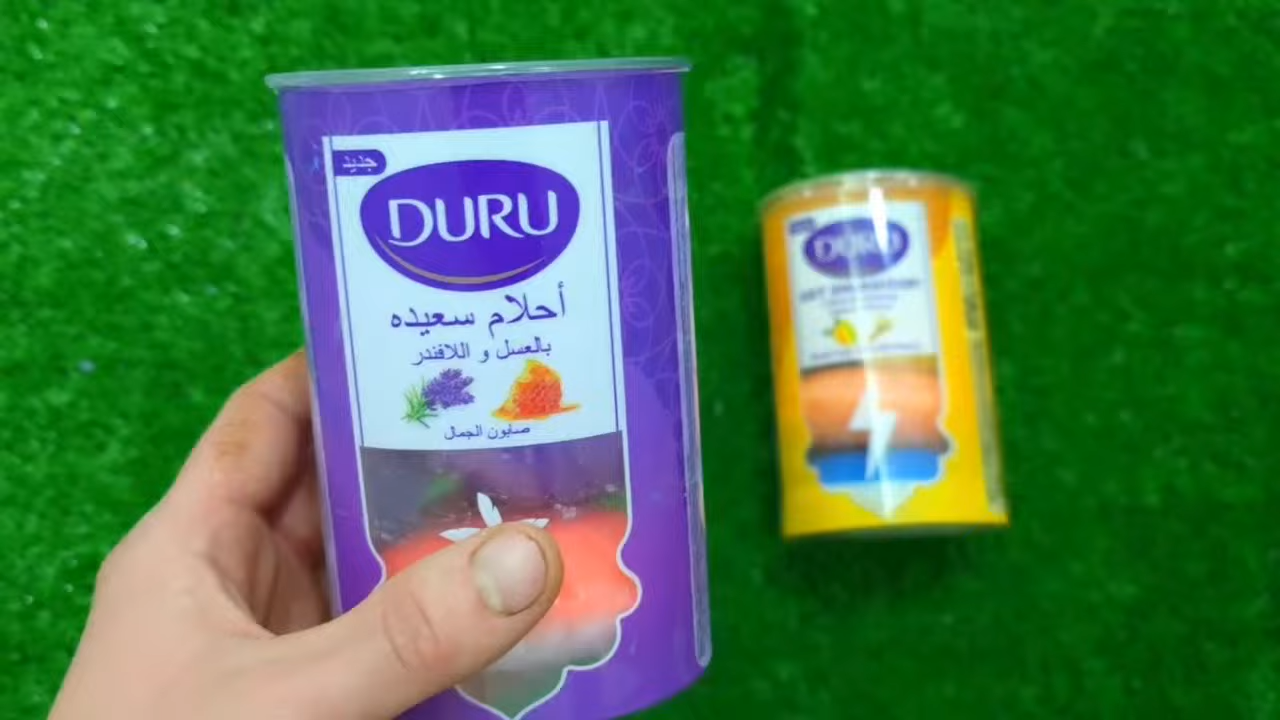 جديد
DURU
أحلام سعيده
بالعسل و اللافندر
صابون الجمال
DURU